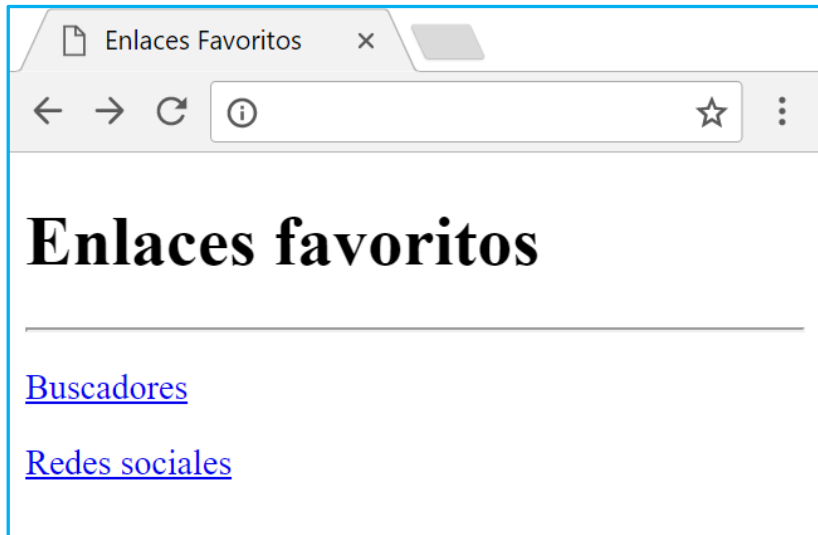 Enlaces Favoritos
Enlaces favoritos
Buscadores
Redes sociales